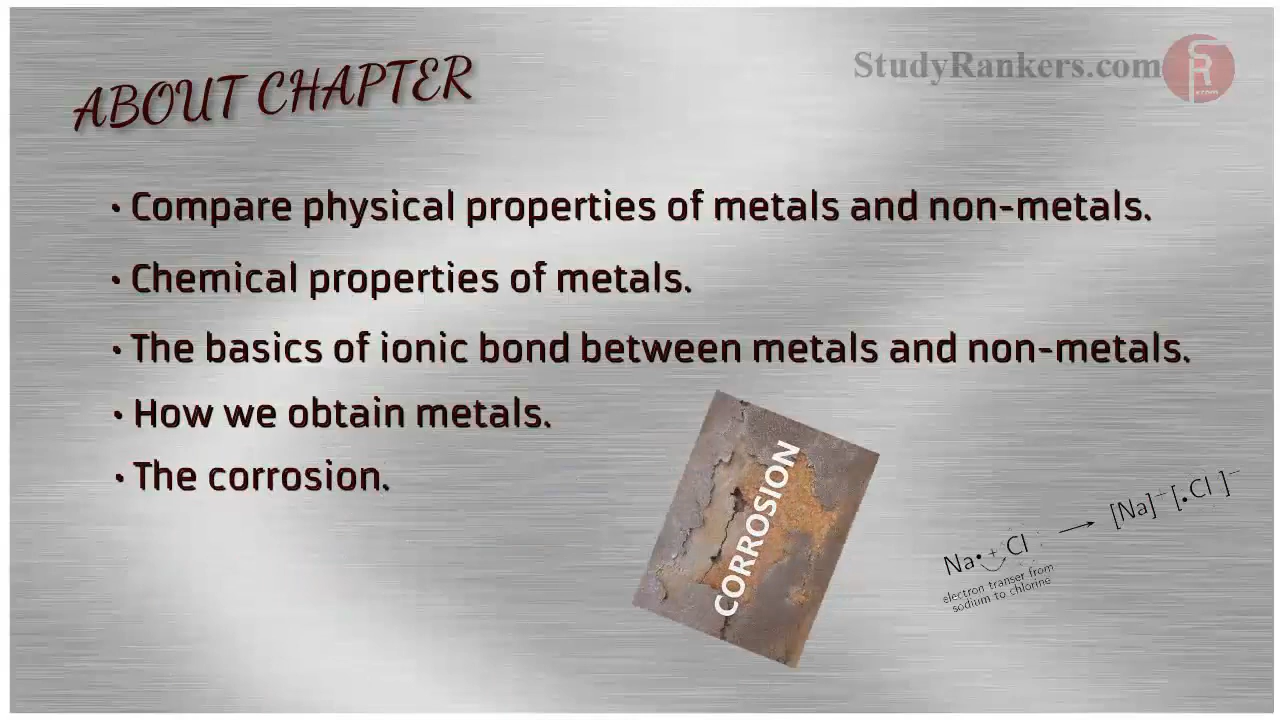 ABOUT CHAPTER
StudyRankers.com
• Compare physical properties of metals and non-metals.
• Chemical properties of metals.
• The basics of ionic bond between metals and non-metals.
• How we obtain metals.
• The corrosion.
CORROSION
Na• + Cl → [Na]⁺ [•Cl ]⁻
electron transer from
sodium to chlorine